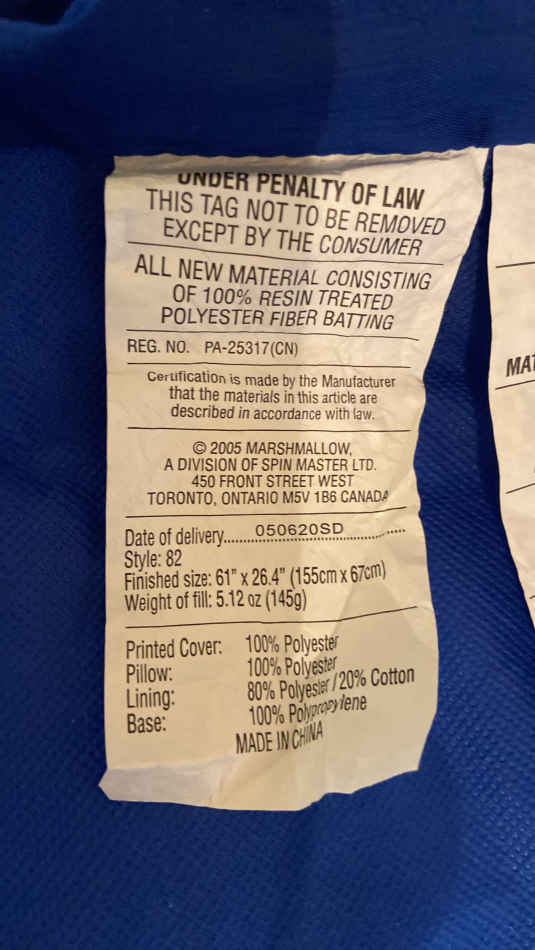 UNDER PENALTY OF LAW
THIS TAG NOT TO BE REMOVED
EXCEPT BY THE CONSUMER
ALL NEW MATERIAL CONSISTING
OF 100% RESIN TREATED
POLYESTER FIBER BATTING
REG. NO. PA-25317(CN)
Certification is made by the Manufacturer
that the materials in this article are
described in accordance with law.
© 2005 MARSHMALLOW,
A DIVISION OF SPIN MASTER LTD.
450 FRONT STREET WEST
TORONTO, ONTARIO M5V 1B6 CANADA
Date of delivery.........050620SD.........
Style: 82
Finished size: 61" x 26.4" (155cm x 67cm)
Weight of fill: 5.12 oz (145g)
Printed Cover: 100% Polyester
Pillow: 100% Polyester
Lining: 80% Polyester / 20% Cotton
Base: 100% Polypropylene
MADE IN CHINA